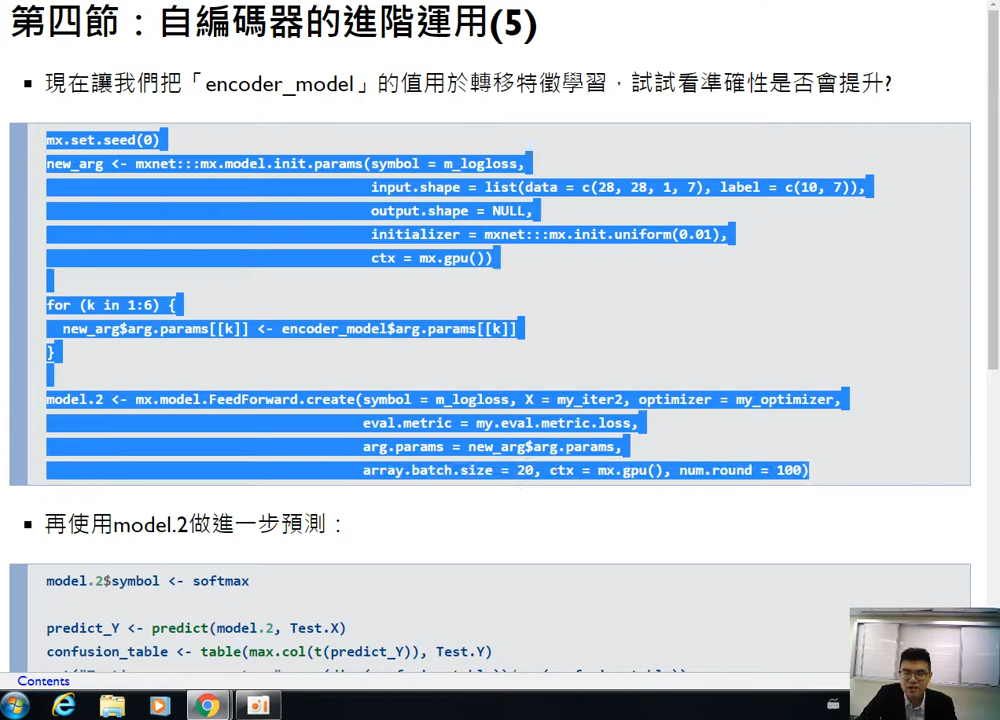 第四節：自編碼器的進階運用(5)
現在讓我們把「encoder_model」的值用於轉移特徵學習，試試看準確性是否會提升?
mx.set.seed(0)
new_arg <- mxnet:::mx.model.init.params(symbol = m_logloss,
input.shape = list(data = c(28, 28, 1, 7), label = c(10, 7)),
output.shape = NULL,
initializer = mxnet:::mx.init.uniform(0.01),
ctx = mx.gpu())
for (k in 1:6) {
new_arg$arg.params[[k]] <- encoder_model$arg.params[[k]]
}
model.2 <- mx.model.FeedForward.create(symbol = m_logloss, X = my_iter2, optimizer = my_optimizer,
eval.metric = my.eval.metric.loss,
arg.params = new_arg$arg.params,
array.batch.size = 20, ctx = mx.gpu(), num.round = 100)
再使用model.2做進一步預測：
model.2$symbol <- softmax
predict_Y <- predict(model.2, Test.X)
confusion_table <- table(max.col(t(predict_Y)), Test.Y)
Contents